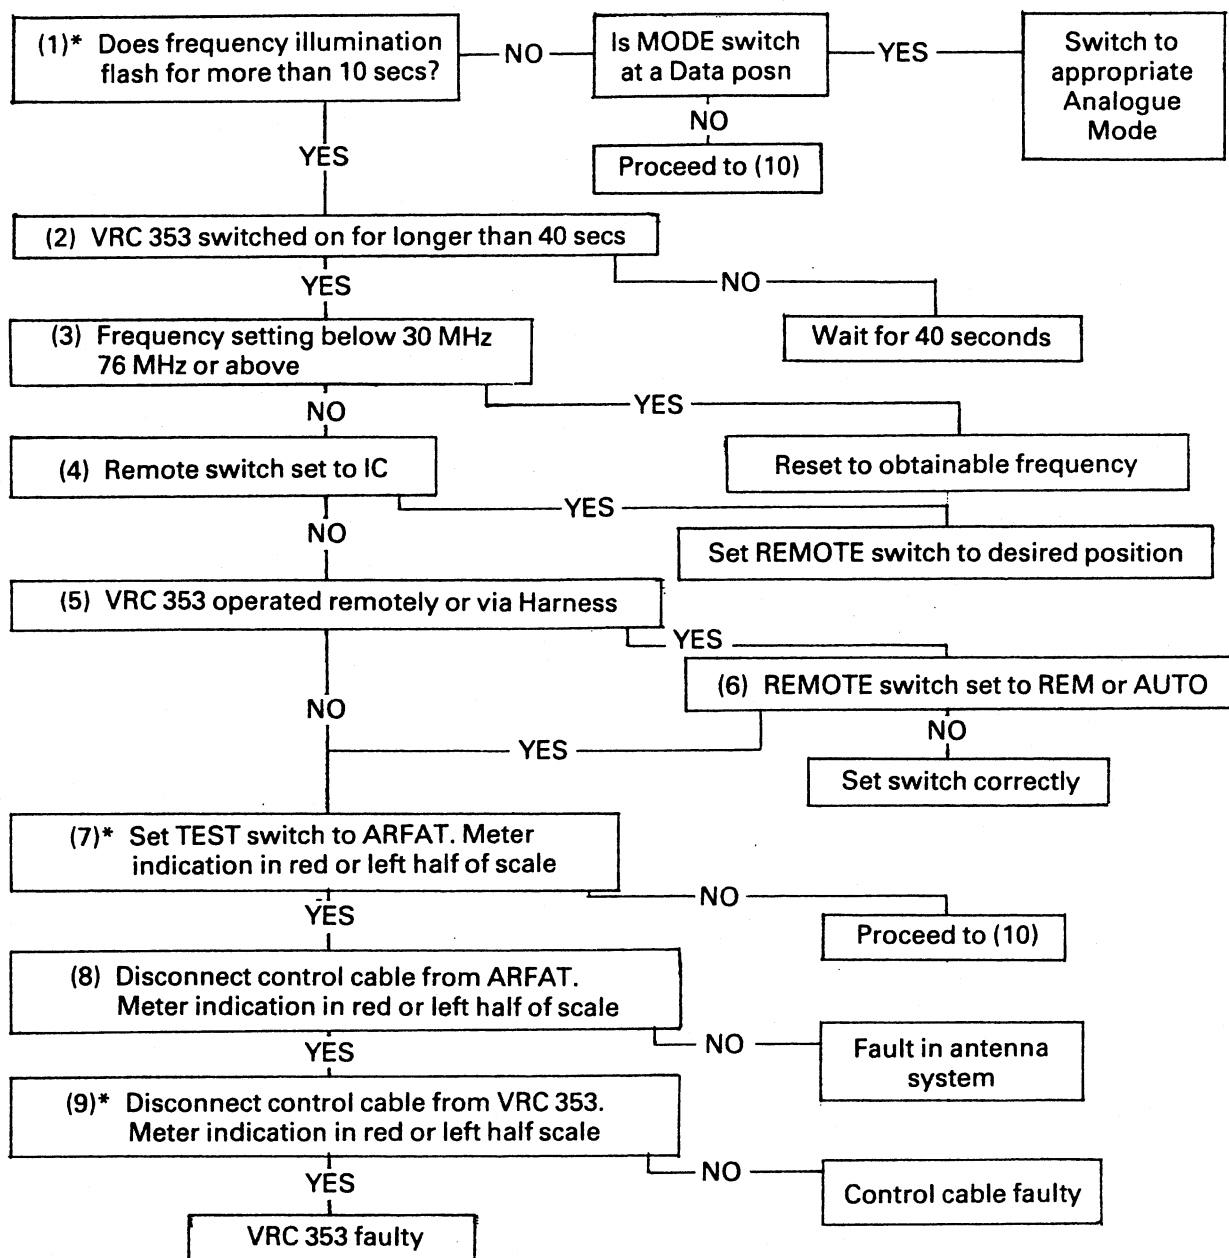 (1)* Does frequency illumination
flash for more than 10 secs?
NO
Is MODE switch
at a Data posn
YES
Switch to
appropriate
Analogue
Mode
NO
Proceed to (10)
YES
(2) VRC 353 switched on for longer than 40 secs
YES
NO
Wait for 40 seconds
(3) Frequency setting below 30 MHz
76 MHz or above
NO
YES
Reset to obtainable frequency
(4) Remote switch set to IC
NO
YES
Set REMOTE switch to desired position
(5) VRC 353 operated remotely or via Harness
YES
(6) REMOTE switch set to REM or AUTO
NO
YES
NO
Set switch correctly
(7)* Set TEST switch to ARFAT. Meter
indication in red or left half of scale
YES
NO
Proceed to (10)
(8) Disconnect control cable from ARFAT.
Meter indication in red or left half of scale
YES
NO
Fault in antenna
system
(9)* Disconnect control cable from VRC 353.
Meter indication in red or left half scale
YES
NO
Control cable faulty
VRC 353 faulty